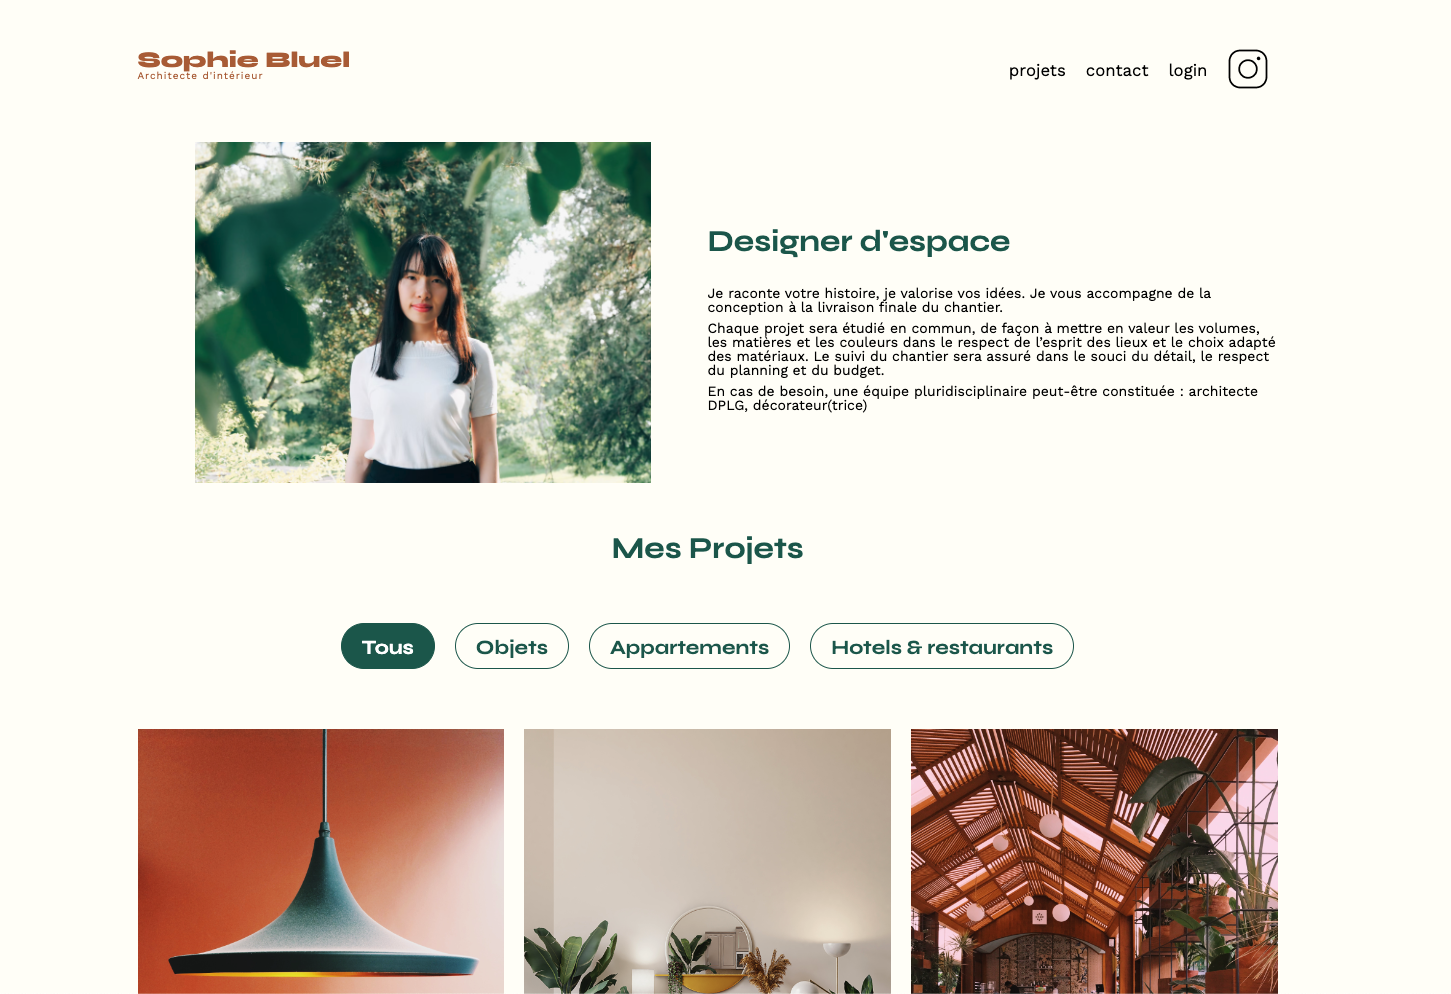 Sophie Bluel
Architecte d'intérieur
projets contact login
Designer d'espace
Je raconte votre histoire, je valorise vos idées. Je vous accompagne de la
conception à la livraison finale du chantier.
Chaque projet sera étudié en commun, de façon à mettre en valeur les volumes,
les matières et les couleurs dans le respect de l’esprit des lieux et le choix adapté
des matériaux. Le suivi du chantier sera assuré dans le souci du détail, le respect
du planning et du budget.
En cas de besoin, une équipe pluridisciplinaire peut-être constituée : architecte
DPLG, décorateur(trice)
Mes Projets
Tous Objets Appartements Hotels & restaurants